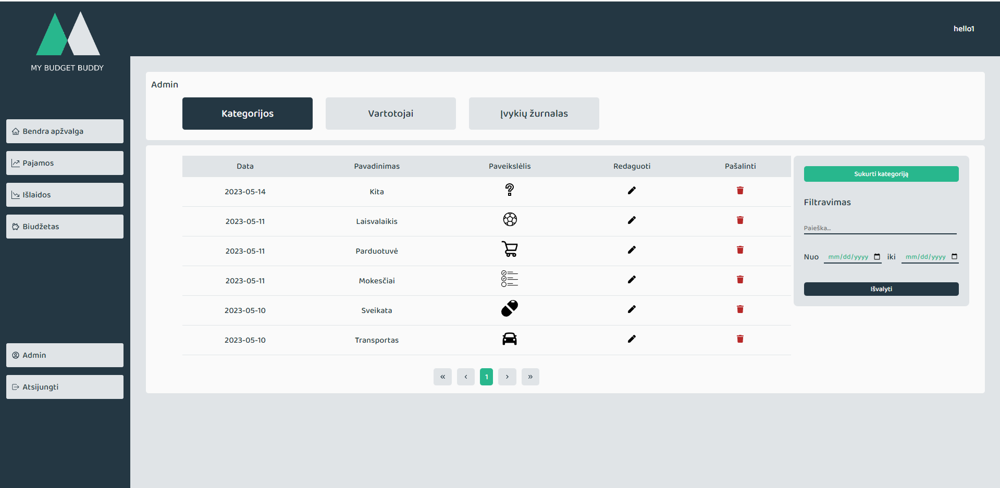 MY BUDGET BUDDY
hello1
Bendra apžvalga
Pajamos
Išlaidos
Biudžetas
Admin
Atsijungti
Admin
Kategorijos Vartotojai Įvykių žurnalas
Data Pavadinimas Paveikslėlis Redaguoti Pašalinti
2023-05-14 Kita
2023-05-11 Laisvalaikis
2023-05-11 Parduotuvė
2023-05-11 Mokesčiai
2023-05-10 Sveikata
2023-05-10 Transportas
« ‹ 1 › »
Sukurti kategoriją
Filtravimas
Paieška...
Nuo mm/dd/yyyy iki mm/dd/yyyy
Išvalyti